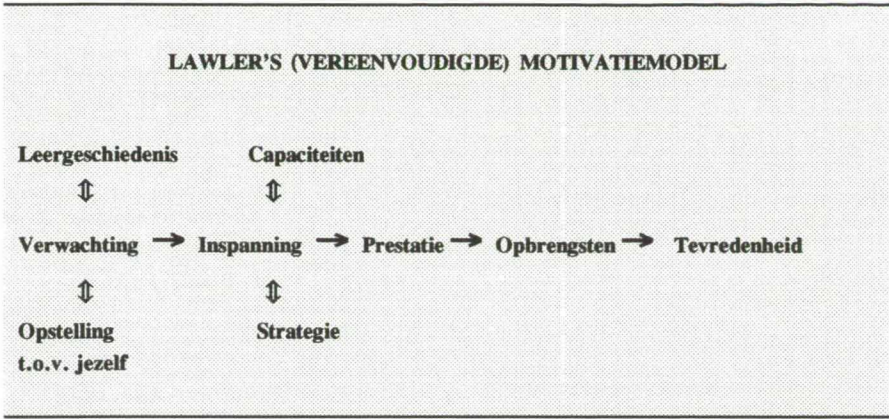 LAWLER'S (VEREENVOUDIGDE) MOTIVATIEMODEL
Leergeschiedenis Capaciteiten
⇕ ⇕
Verwachting → Inspanning → Prestatie → Opbrengsten → Tevredenheid
⇕ ⇕
Opstelling Strategie
t.o.v. jezelf